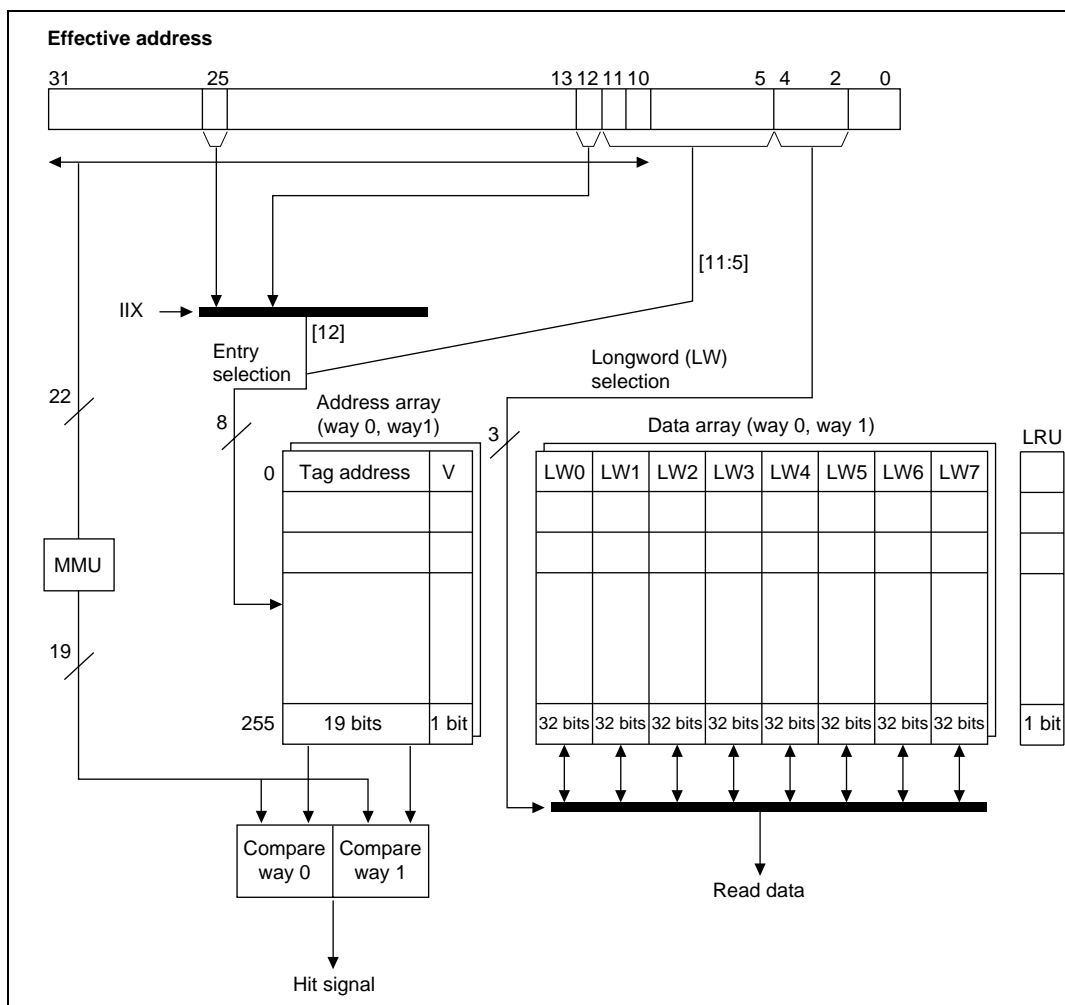 Effective address
31 25 13 12 11 10 5 4 2 0
[11:5]
IIX
[12]
Entry
selection
Longword (LW)
selection
22
8
Address array
(way 0, way1)
3
Data array (way 0, way 1)
LRU
0 Tag address V
LW0 LW1 LW2 LW3 LW4 LW5 LW6 LW7
MMU
19
255 19 bits 1 bit
32 bits 32 bits 32 bits 32 bits 32 bits 32 bits 32 bits 32 bits
1 bit
Compare
way 0
Compare
way 1
Read data
Hit signal